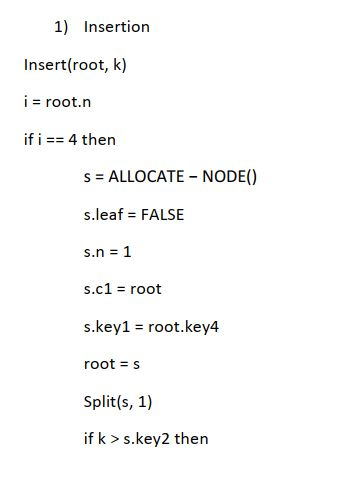 1) Insertion
Insert(root, k)
i = root.n
if i == 4 then
s = ALLOCATE – NODE()
s.leaf = FALSE
s.n = 1
s.c1 = root
s.key1 = root.key4
root = s
Split(s, 1)
if k > s.key2 then